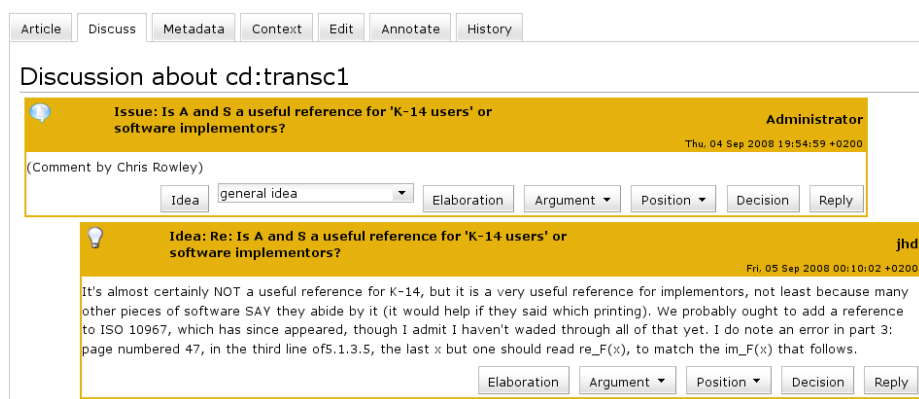 Article Discuss Metadata Context Edit Annotate History
Discussion about cd:transc1
Issue: Is A and S a useful reference for 'K-14 users' or
software implementors?
Administrator
Thu, 04 Sep 2008 19:54:59 +0200
(Comment by Chris Rowley)
Idea general idea Elaboration Argument Position Decision Reply
Idea: Re: Is A and S a useful reference for 'K-14 users' or
software implementors?
jhd
Fri, 05 Sep 2008 00:10:02 +0200
It's almost certainly NOT a useful reference for K-14, but it is a very useful reference for implementors, not least because many
other pieces of software SAY they abide by it (it would help if they said which printing). We probably ought to add a reference
to ISO 10967, which has since appeared, though I admit I haven't waded through all of that yet. I do note an error in part 3:
page numbered 47, in the third line of5.1.3.5, the last x but one should read re_F(x), to match the im_F(x) that follows.
Elaboration Argument Position Decision Reply